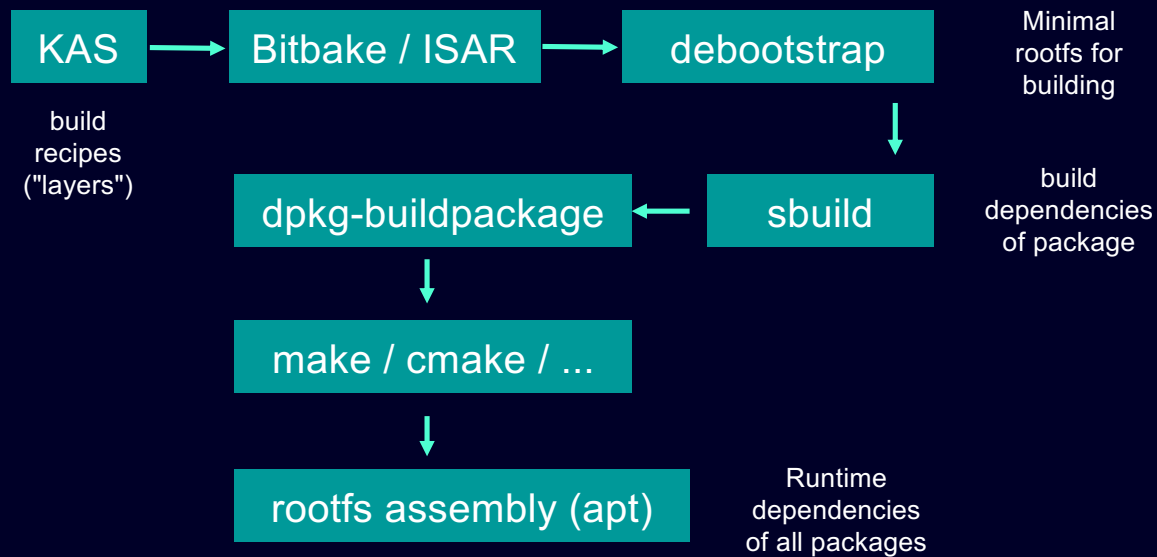 KAS
Bitbake / ISAR
debootstrap
Minimal
rootfs for
building
build
recipes
("layers")
dpkg-buildpackage
sbuild
build
dependencies
of package
make / cmake / ...
rootfs assembly (apt)
Runtime
dependencies
of all packages